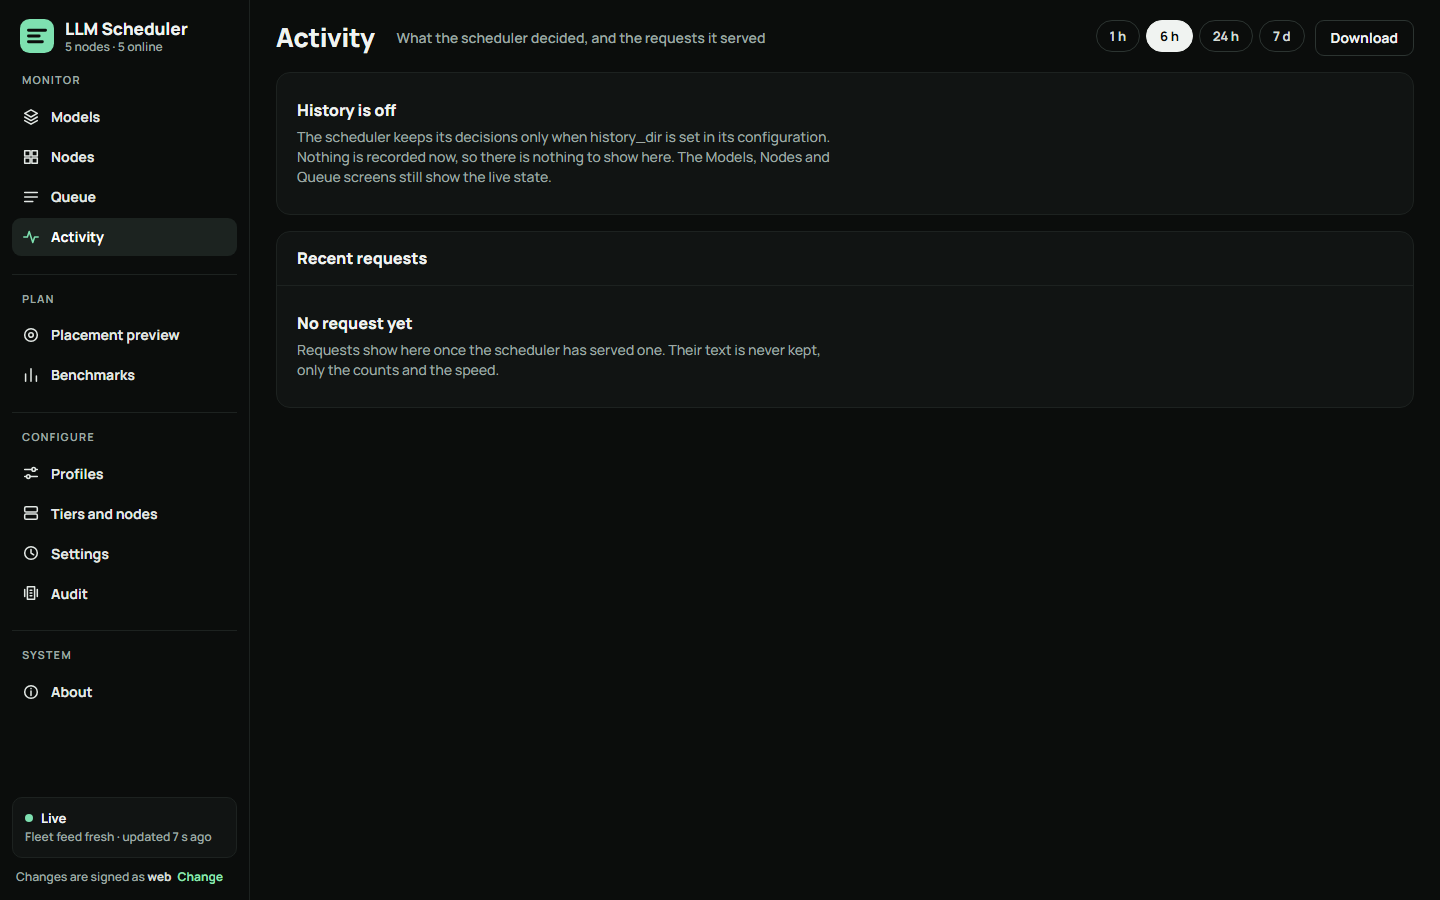 LLM Scheduler
5 nodes · 5 online
MONITOR
Models
Nodes
Queue
Activity
PLAN
Placement preview
Benchmarks
CONFIGURE
Profiles
Tiers and nodes
Settings
Audit
SYSTEM
About
Live
Fleet feed fresh · updated 7 s ago
Changes are signed as web Change
Activity
What the scheduler decided, and the requests it served
1 h
6 h
24 h
7 d
Download
History is off
The scheduler keeps its decisions only when history_dir is set in its configuration.
Nothing is recorded now, so there is nothing to show here. The Models, Nodes and
Queue screens still show the live state.
Recent requests
No request yet
Requests show here once the scheduler has served one. Their text is never kept,
only the counts and the speed.